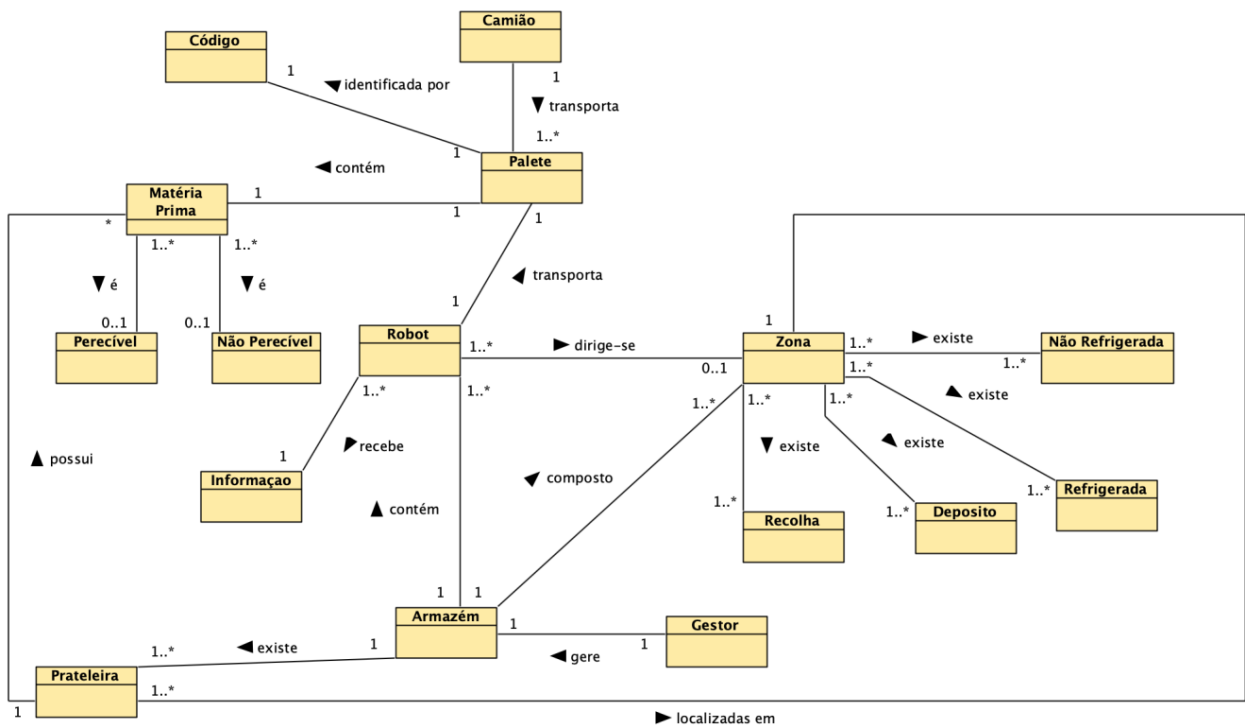 Camião
Código
1
1
identificada por
transporta
1..*
1
Palete
contém
Matéria
Prima
1
1
1
*
1..*
1..*
é
é
transporta
0..1
0..1
1
1
Perecível
Não Perecível
Robot
1..*
dirige-se
0..1
Zona
1..*
existe
1..*
Não Refrigerada
1..*
1..*
1..*
1..*
1..*
1..*
existe
recebe
existe
existe
possui
1
Informaçao
composto
1..*
Refrigerada
1..*
1..*
contém
Recolha
Deposito
1
1
Armazém
1
Gestor
1..*
existe
1
gere
1
Prateleira
1..*
1
localizadas em